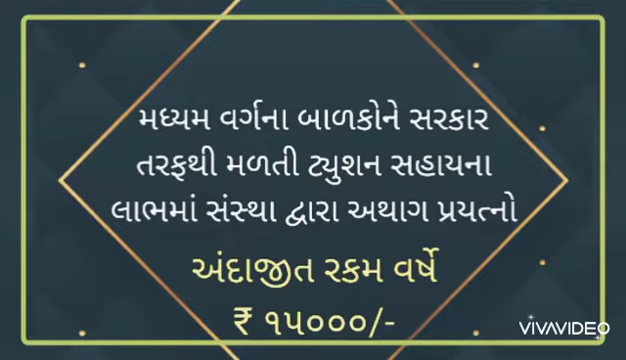 મધ્યમ વર્ગના બાળકોને સરકાર
તરફથી મળતી ટ્યુશન સહાયના
લાભમાં સંસ્થા દ્વારા અથાગ પ્રયત્નો
અંદાજીત રકમ વર્ષે
₹ ૧૫૦૦૦/-
VIVAVIDEO